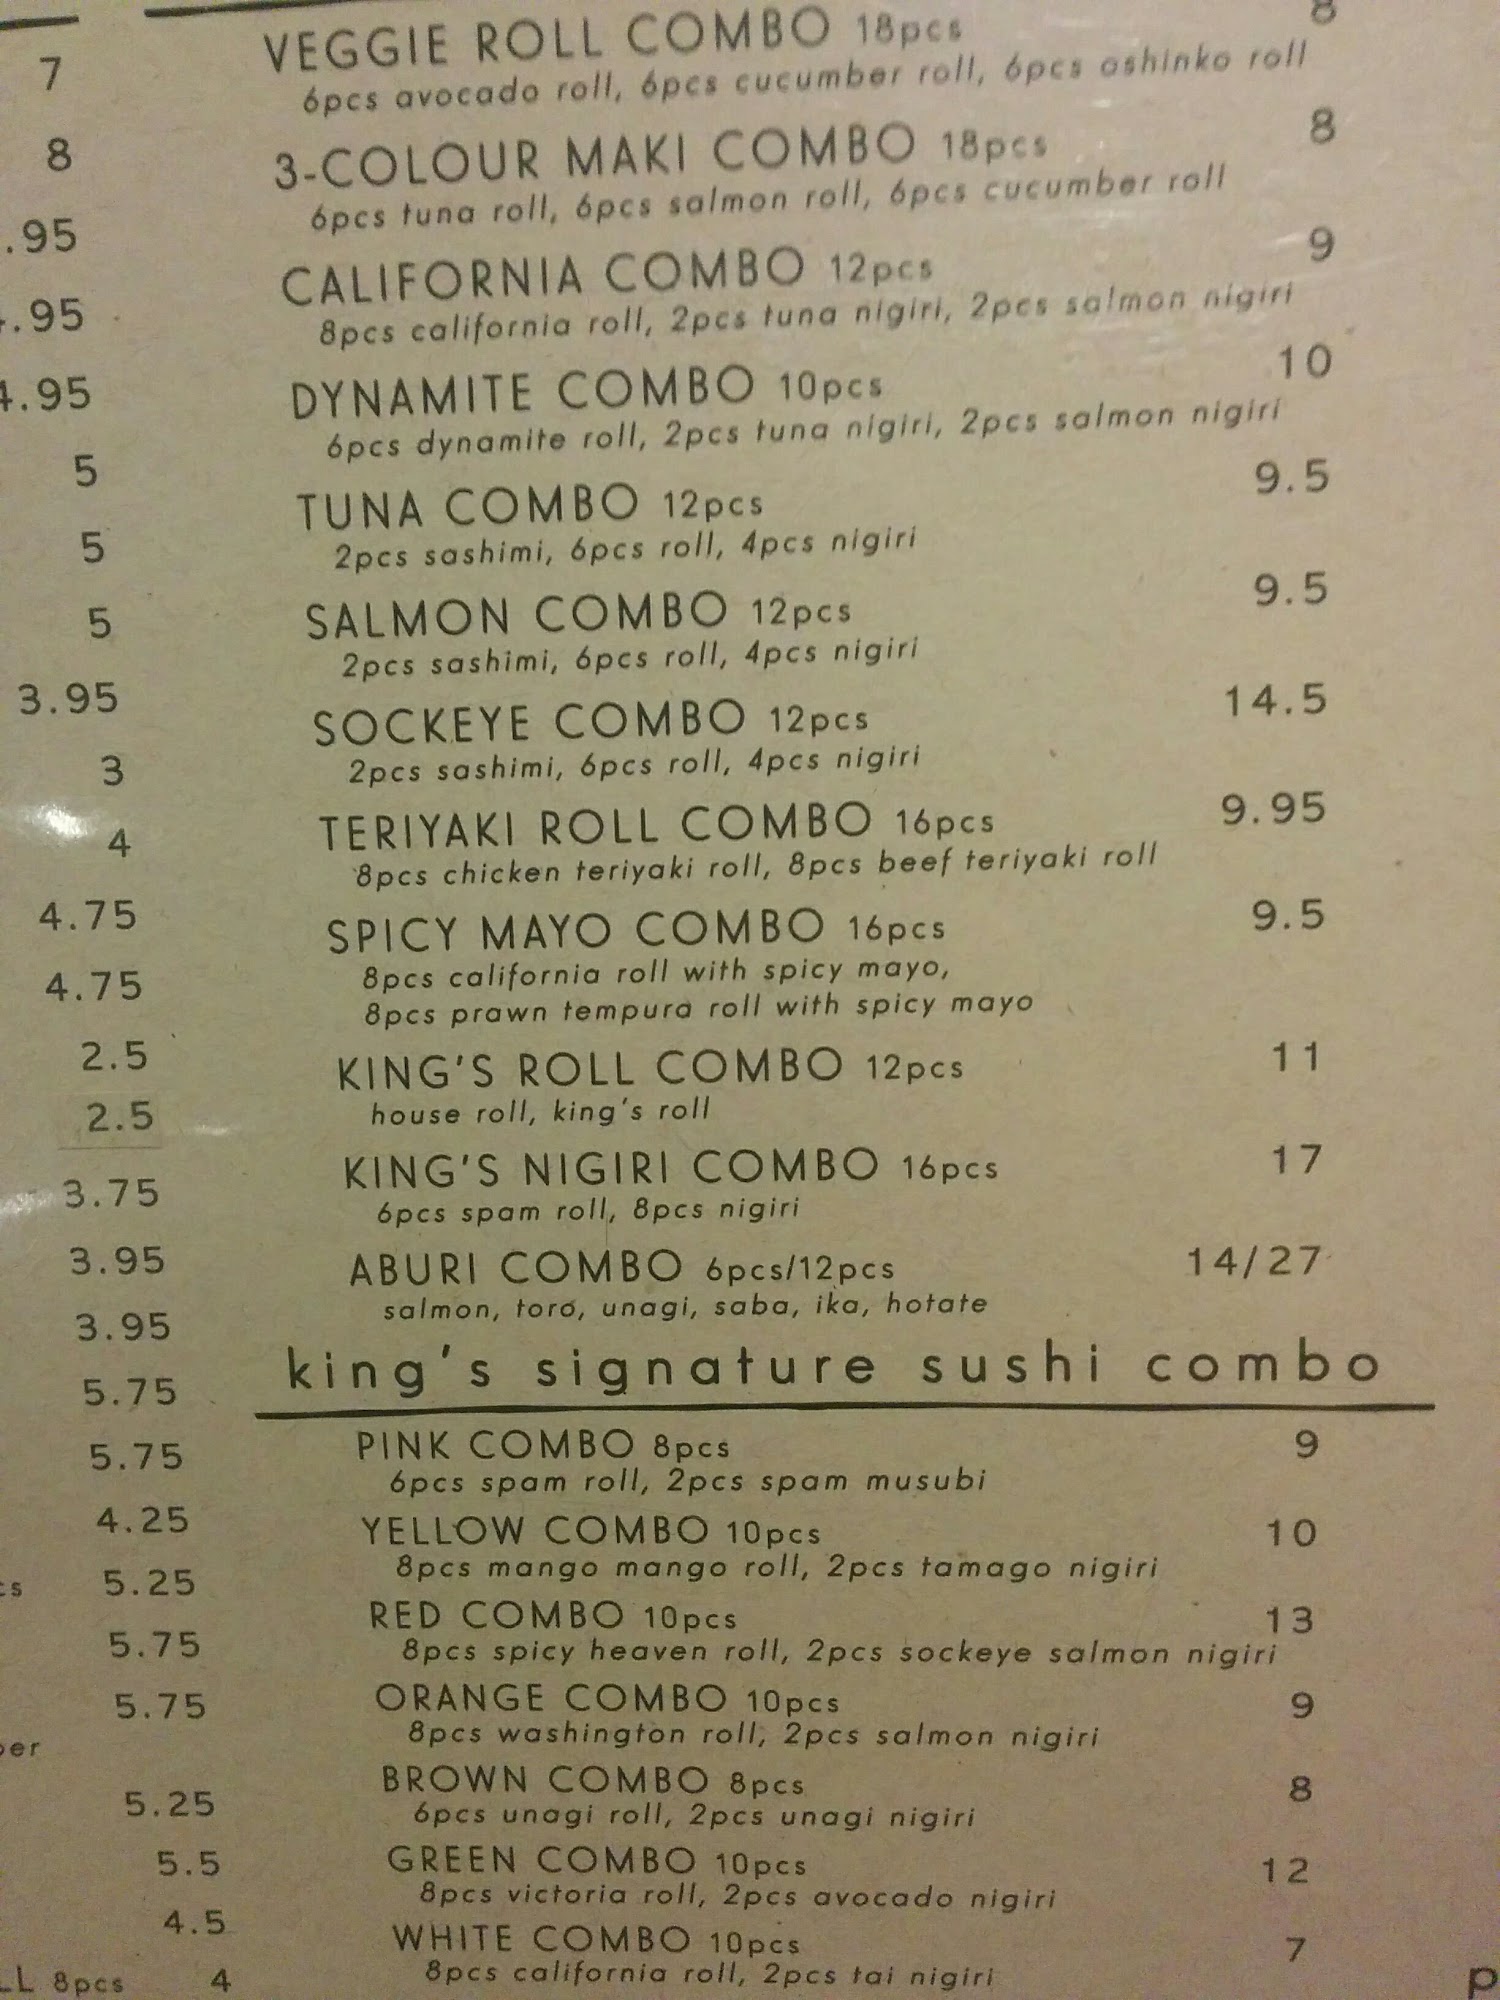 VEGGIE ROLL COMBO 18pcs 8
6pcs avocado roll, 6pcs cucumber roll, 6pcs oshinko roll
3-COLOUR MAKI COMBO 18pcs 8
6pcs tuna roll, 6pcs salmon roll, 6pcs cucumber roll
CALIFORNIA COMBO 12pcs 9
8pcs california roll, 2pcs tuna nigiri, 2pcs salmon nigiri
DYNAMITE COMBO 10pcs 10
6pcs dynamite roll, 2pcs tuna nigiri, 2pcs salmon nigiri
TUNA COMBO 12pcs 9.5
2pcs sashimi, 6pcs roll, 4pcs nigiri
SALMON COMBO 12pcs 9.5
2pcs sashimi, 6pcs roll, 4pcs nigiri
SOCKEYE COMBO 12pcs 14.5
2pcs sashimi, 6pcs roll, 4pcs nigiri
TERIYAKI ROLL COMBO 16pcs 9.95
8pcs chicken teriyaki roll, 8pcs beef teriyaki roll
SPICY MAYO COMBO 16pcs 9.5
8pcs california roll with spicy mayo,
8pcs prawn tempura roll with spicy mayo
KING'S ROLL COMBO 12pcs 11
house roll, king's roll
KING'S NIGIRI COMBO 16pcs 17
6pcs spam roll, 8pcs nigiri
ABURI COMBO 6pcs/12pcs 14/27
salmon, toro, unagi, saba, ika, hotate
king's signature sushi combo
PINK COMBO 8pcs 9
6pcs spam roll, 2pcs spam musubi
YELLOW COMBO 10pcs 10
8pcs mango mango roll, 2pcs tamago nigiri
RED COMBO 10pcs 13
8pcs spicy heaven roll, 2pcs sockeye salmon nigiri
ORANGE COMBO 10pcs 9
8pcs washington roll, 2pcs salmon nigiri
BROWN COMBO 8pcs 8
6pcs unagi roll, 2pcs unagi nigiri
GREEN COMBO 10pcs 12
8pcs victoria roll, 2pcs avocado nigiri
WHITE COMBO 10pcs 7
8pcs california roll, 2pcs tai nigiri
7
8
.95
.95
4.95
5
5
5
3.95
3
4
4.75
4.75
2.5
2.5
3.75
3.95
3.95
5.75
5.75
4.25
cs 5.25
5.75
5.75
ber
5.25
5.5
4.5
LL 8pcs 4
p